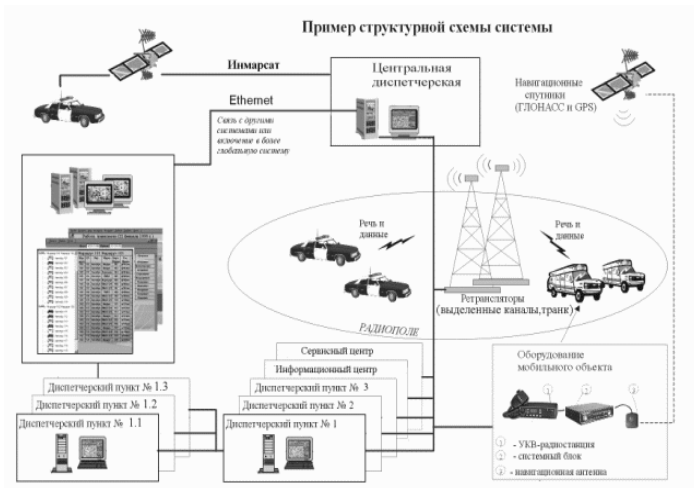 Пример структурной схемы системы
Инмарсат
Центральная
диспетчерская
Навигационные
спутники
(ГЛОНАСС и GPS)
Ethernet
Связь с другими
системами или
включение в более
глобальную систему
Речь и
данные
Речь и
данные
Ретрансляторы
(выделенные каналы,транк)
РАДИОПОЛЕ
Сервисный центр
Информационный центр
Диспетчерский пункт № 3
Диспетчерский пункт № 2
Диспетчерский пункт № 1
Диспетчерский пункт № 1.3
Диспетчерский пункт № 1.2
Диспетчерский пункт № 1.1
Оборудование
мобильного объекта
1 2 3
1 - УКВ-радиостанция
2 - системный блок
3 - навигационная антенна